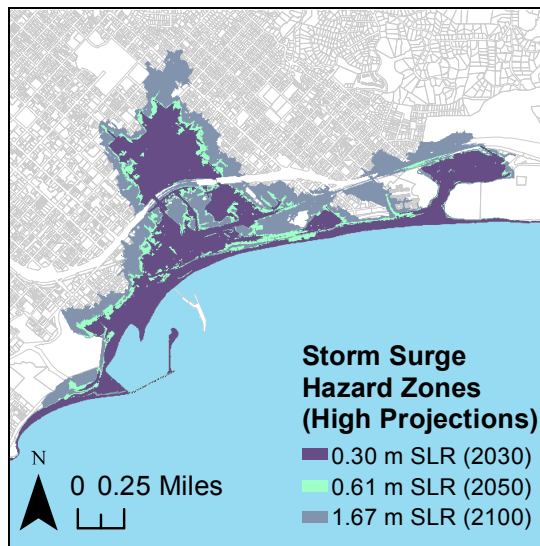 Storm Surge
Hazard Zones
(High Projections)
0.30 m SLR (2030)
0.61 m SLR (2050)
1.67 m SLR (2100)
N
0 0.25 Miles